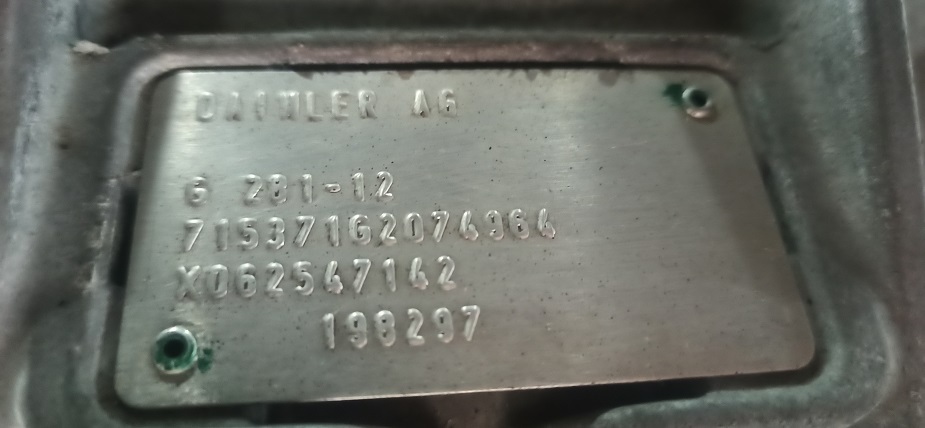 DAIMLER AG
G 281-12
715371G2074964
X062547142
198297